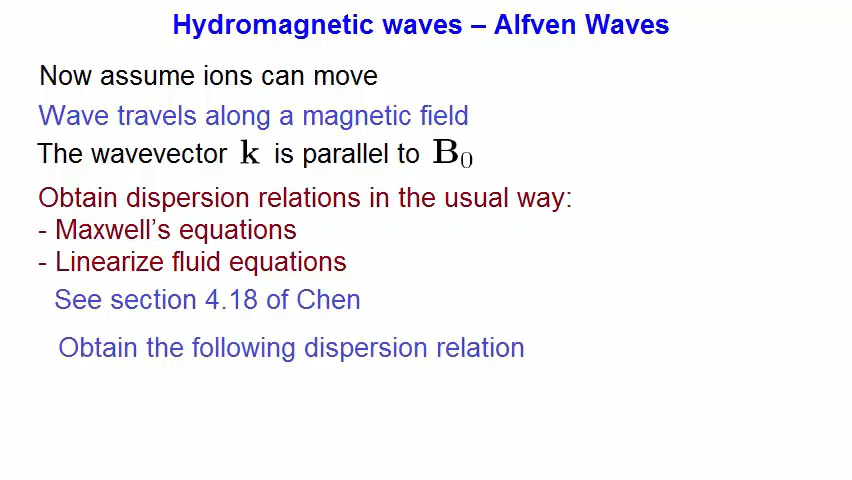 Hydromagnetic waves – Alfven Waves
Now assume ions can move
Wave travels along a magnetic field
The wavevector k is parallel to B₀
Obtain dispersion relations in the usual way:
- Maxwell's equations
- Linearize fluid equations
See section 4.18 of Chen
Obtain the following dispersion relation